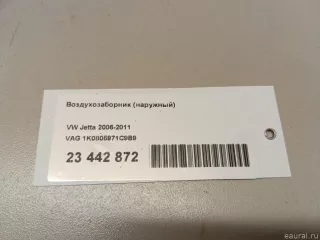 Воздухозаборник (наружный)
VW Jetta 2006-2011
VAG 1K0805971C9B9
23 442 872
eaural.ru